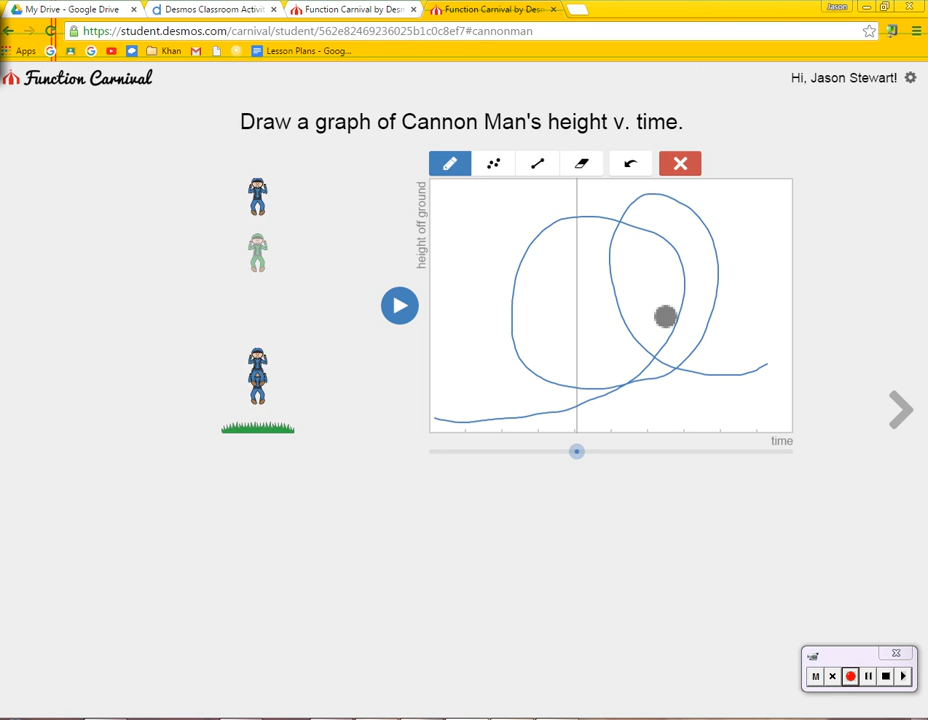 Jason
My Drive - Google Drive
Desmos Classroom Activit
Function Carnival by Desm
Function Carnival by Desm
https://student.desmos.com/carnival/student/562e82469236025b1c0c8ef7#cannonman
Apps
Khan
Lesson Plans - Goog...
Function Carnival
Hi, Jason Stewart!
Draw a graph of Cannon Man's height v. time.
height off ground
time
M